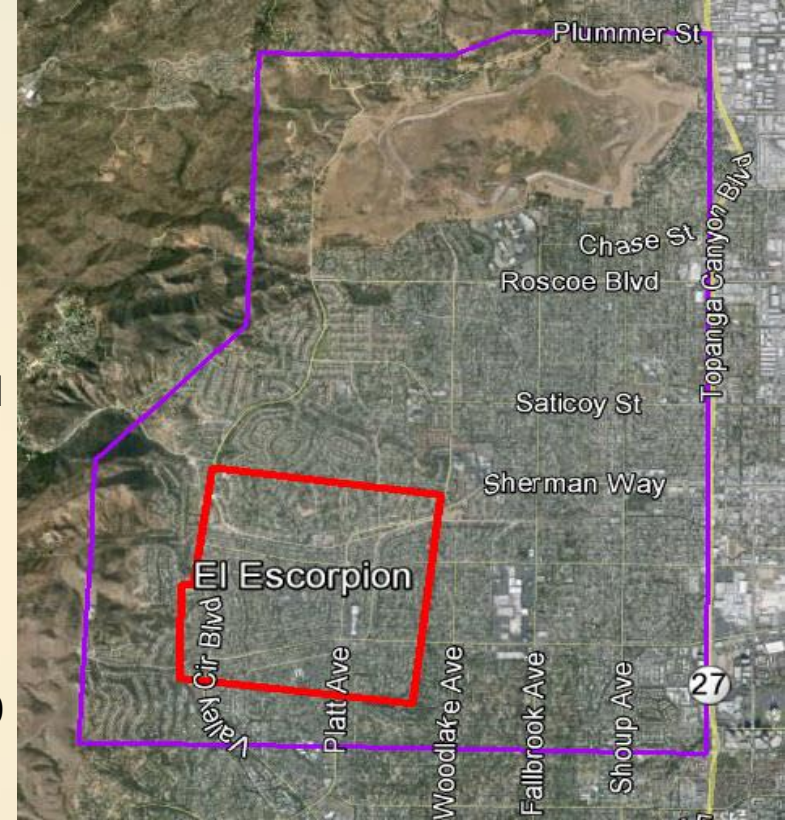 Plummer St
Chase St
Topanga Canyon Blvd
Roscoe Blvd
Saticoy St
Sherman Way
El Escorpion
Valley Cir Blvd
Platt Ave
Woodlake Ave
Fallbrook Ave
Shoup Ave
27